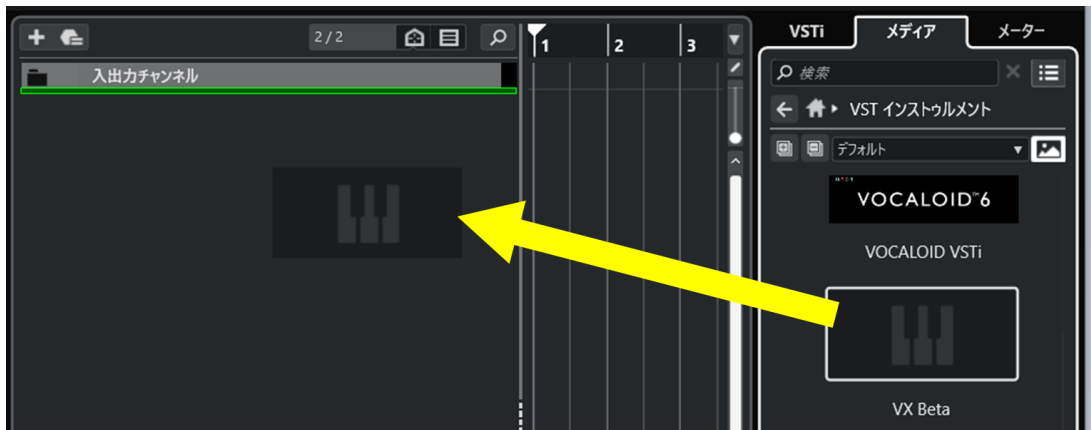 2/2
1
2
3
入出力チャンネル
VSTi
メディア
メーター
検索
VST インストゥルメント
デフォルト
VOCALOID™6
VOCALOID VSTi
VX Beta